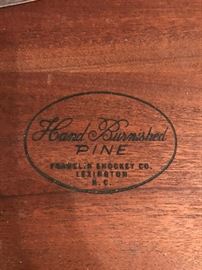 Hand Burnished
PINE
FRANKLIN SHOCKEY CO.
LEXINGTON
N.C.